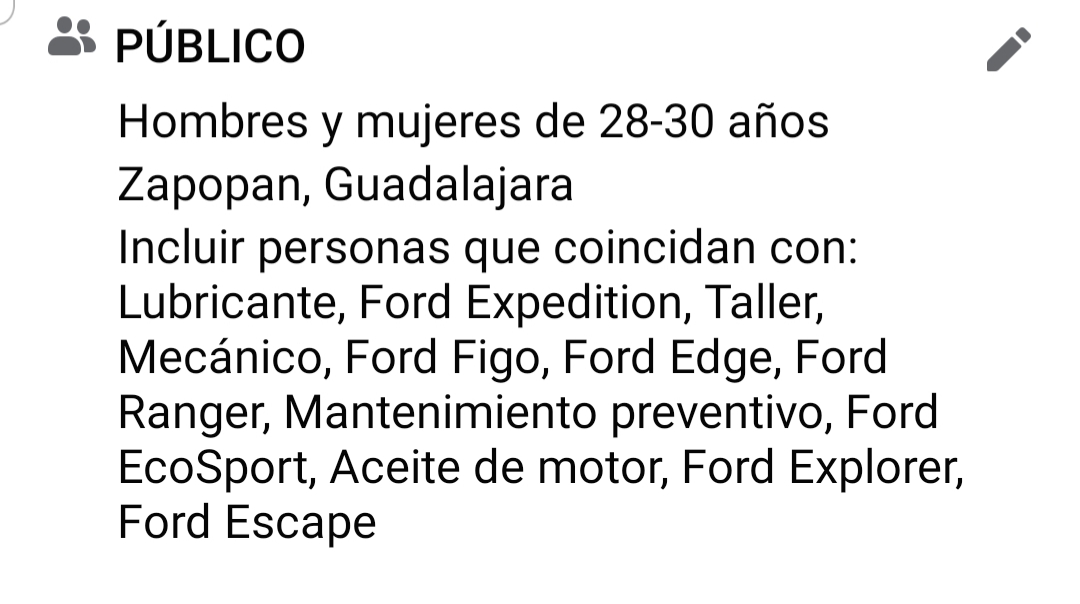 PÚBLICO
Hombres y mujeres de 28-30 años
Zapopan, Guadalajara
Incluir personas que coincidan con:
Lubricante, Ford Expedition, Taller,
Mecánico, Ford Figo, Ford Edge, Ford
Ranger, Mantenimiento preventivo, Ford
EcoSport, Aceite de motor, Ford Explorer,
Ford Escape